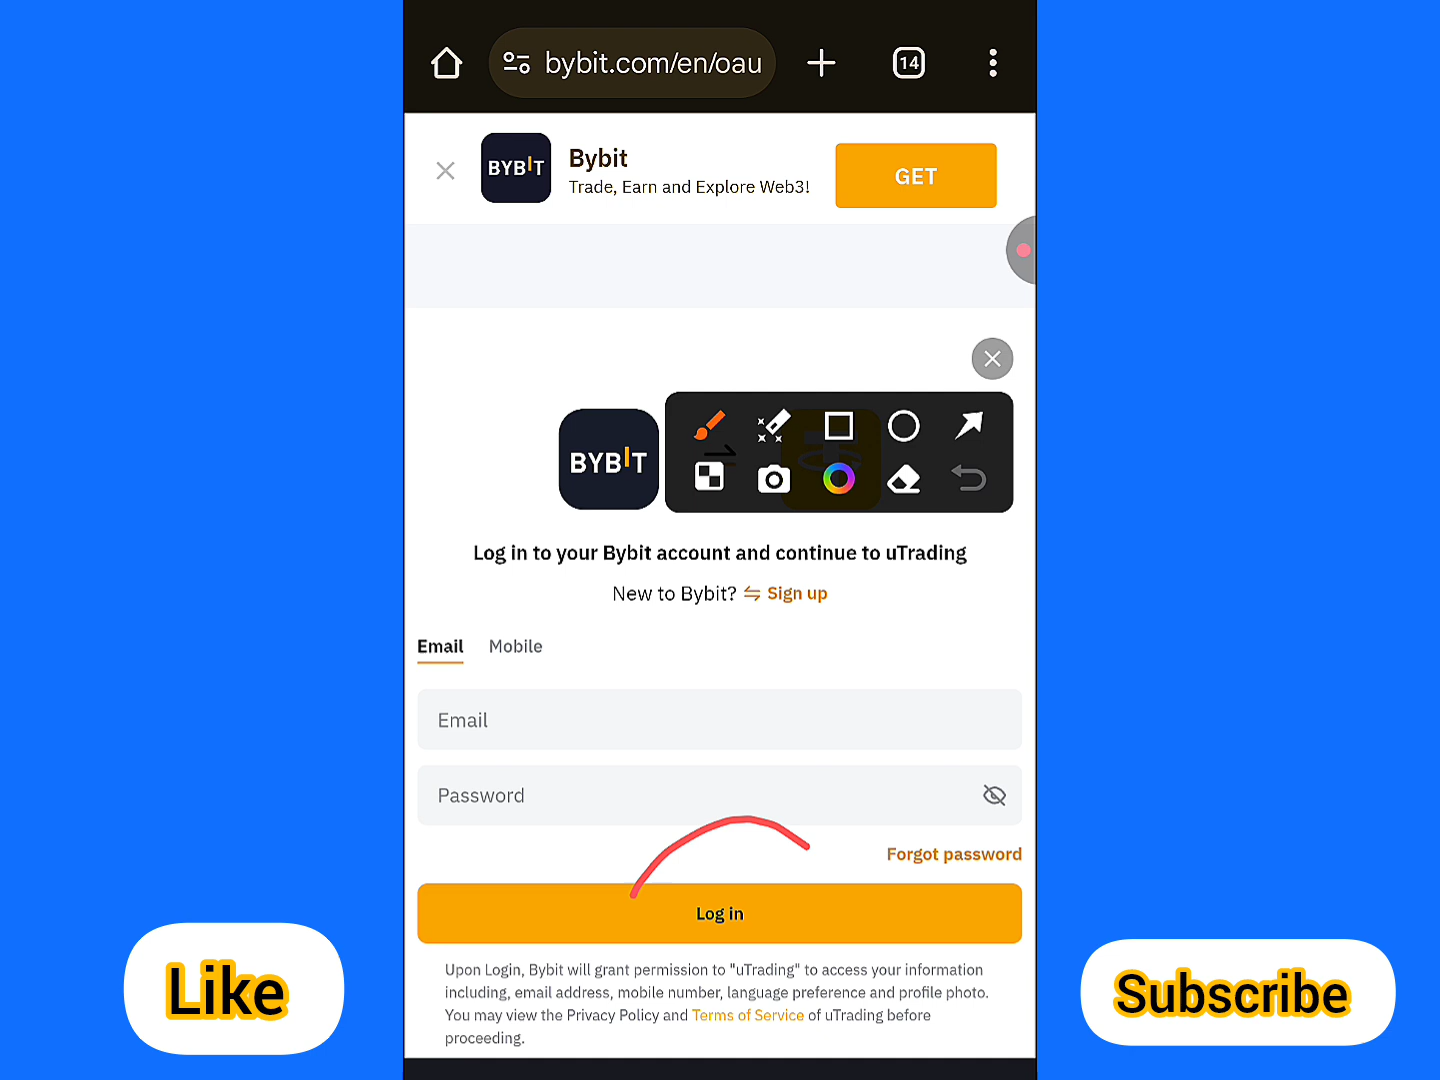 bybit.com/en/oau
14
BYBIT
Bybit
Trade, Earn and Explore Web3!
GET
BYBIT
Log in to your Bybit account and continue to uTrading
New to Bybit? Sign up
Email Mobile
Email
Password
Forgot password
Log in
Upon Login, Bybit will grant permission to "uTrading" to access your information
including, email address, mobile number, language preference and profile photo.
You may view the Privacy Policy and Terms of Service of uTrading before
proceeding.
Like
Subscribe